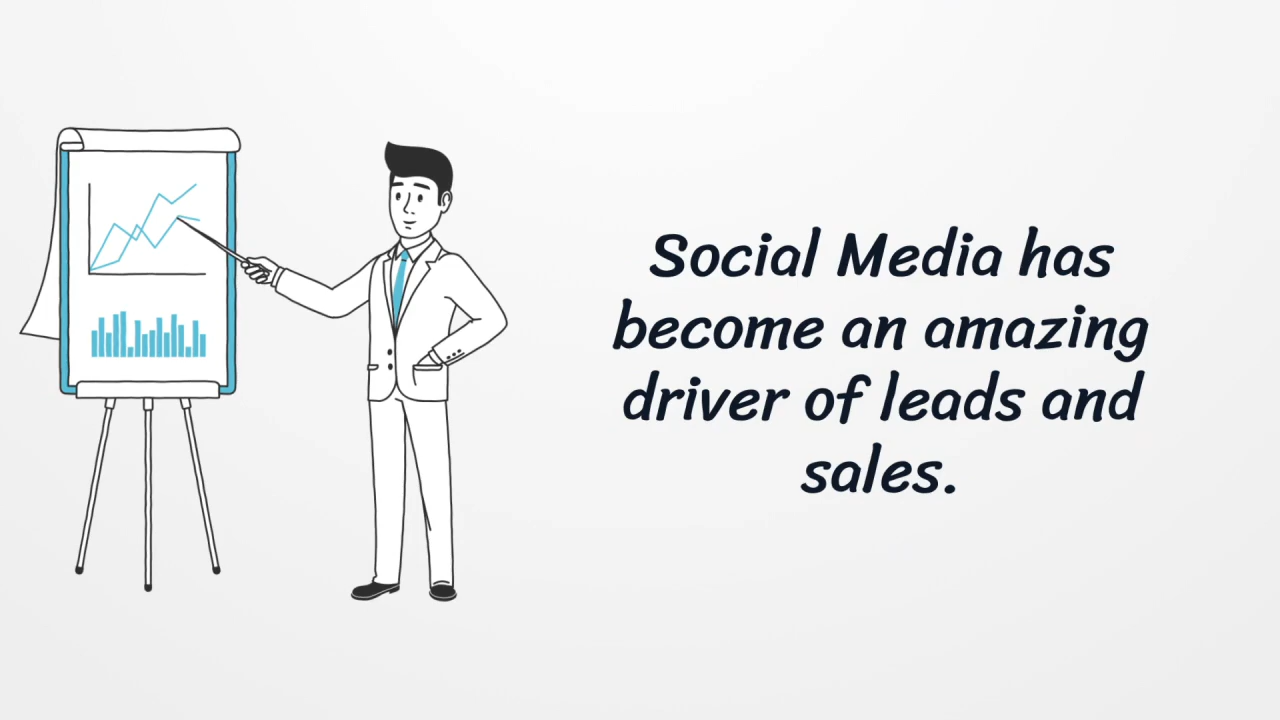 Social Media has
become an amazing
driver of leads and
sales.